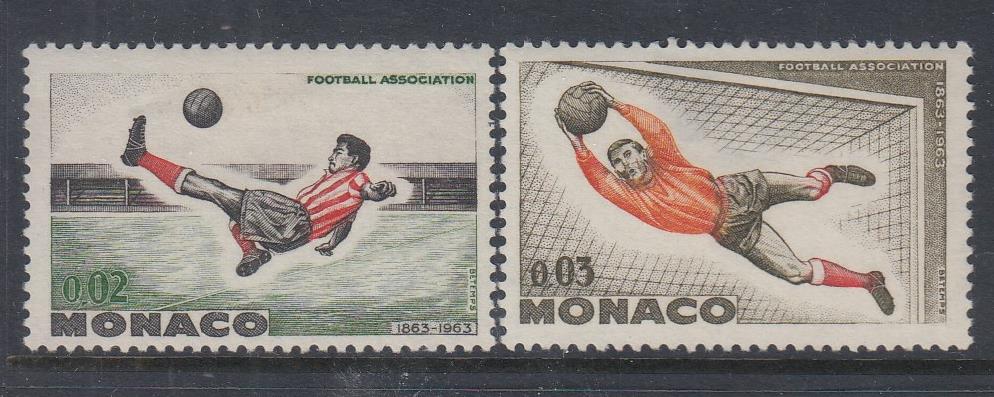 FOOTBALL ASSOCIATION
0,02
BETEMPS
MONACO
1863-1963
FOOTBALL ASSOCIATION
1863-1963
0,03
BETEMPS
MONACO